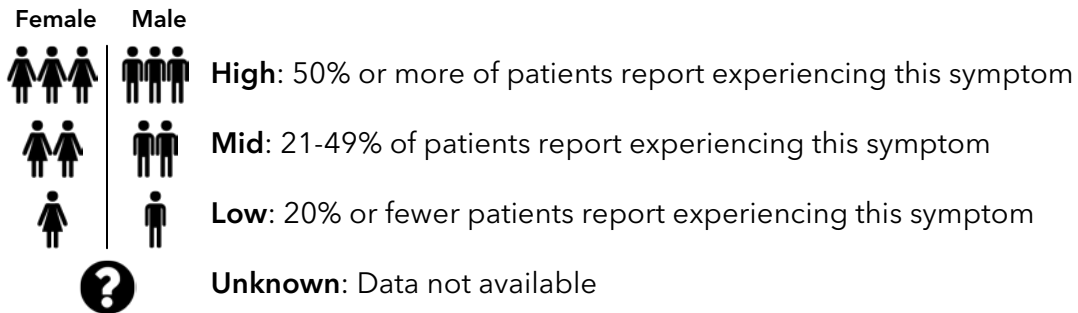 Female Male
High: 50% or more of patients report experiencing this symptom
Mid: 21-49% of patients report experiencing this symptom
Low: 20% or fewer patients report experiencing this symptom
? Unknown: Data not available